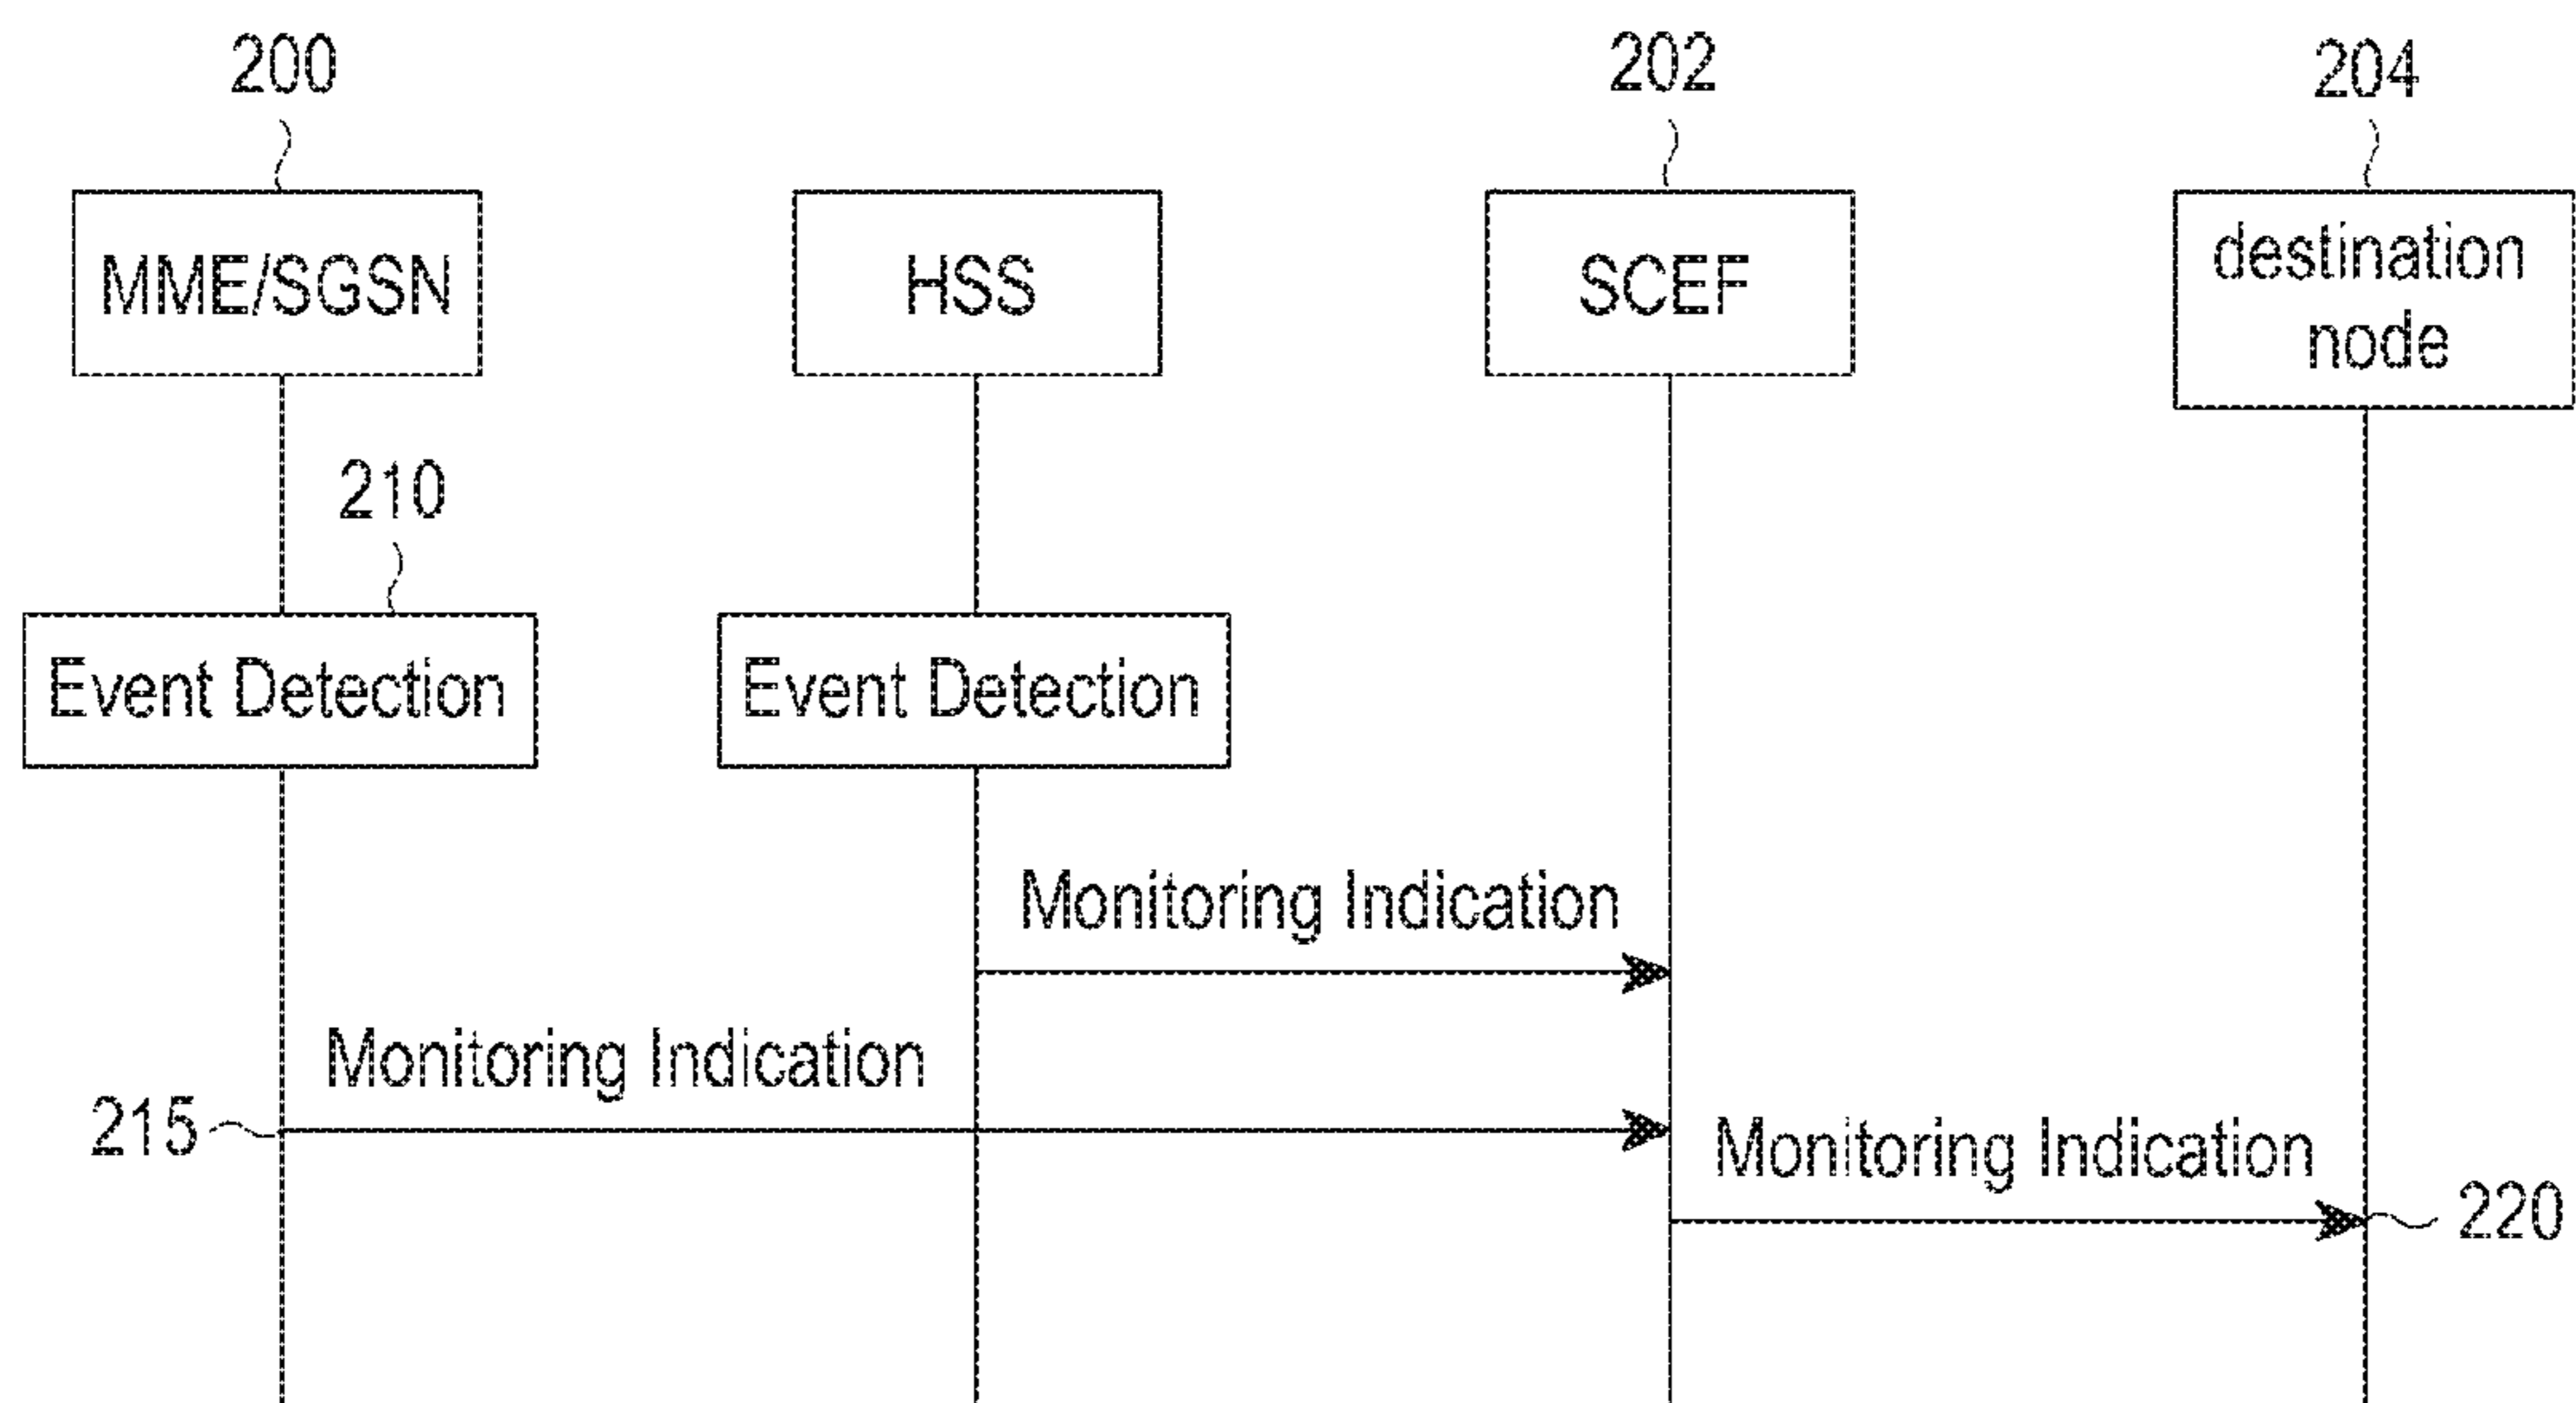 200
202
204
MME/SGSN
HSS
SCEF
destination
node
210
Event Detection
Event Detection
Monitoring Indication
Monitoring Indication
215
Monitoring Indication
220